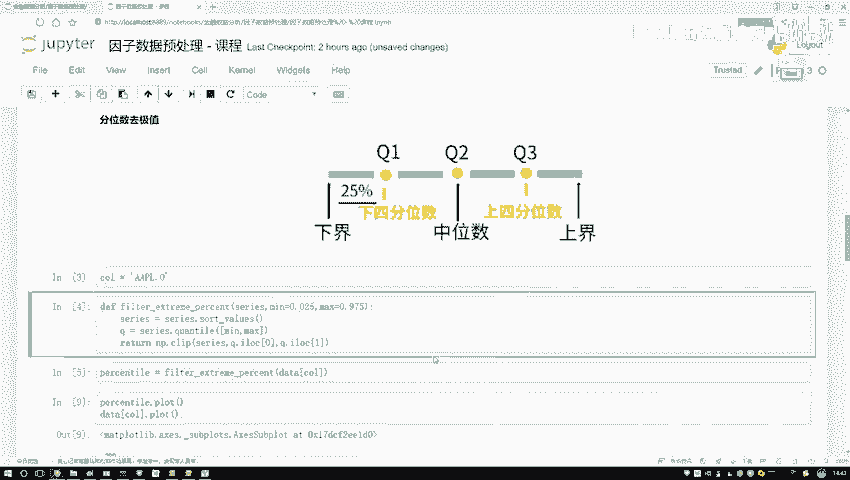 jupyter 因子数据预处理 - 课程 Last Checkpoint: 2 hours ago (unsaved changes)
Logout
File Edit View Insert Cell Kernel Widgets Help
Trusted
Code
分位数去极值
Q1 Q2 Q3
25%
下四分位数 上四分位数
下界 中位数 上界
In [3] col = 'AAPL.O'
In [4]: def filter_extreme_percent(series,min=0.025,max=0.975):
series = series.sort_values()
q = series.quantile([min,max])
return np.clip(series,q.iloc[0],q.iloc[1])
In [5] percentile = filter_extreme_percent(data[col])
In [9]: percentile.plot()
data[col].plot()
Out[9]: <matplotlib.axes._subplots.AxesSubplot at 0x17dcf2ee1d0>
14:43